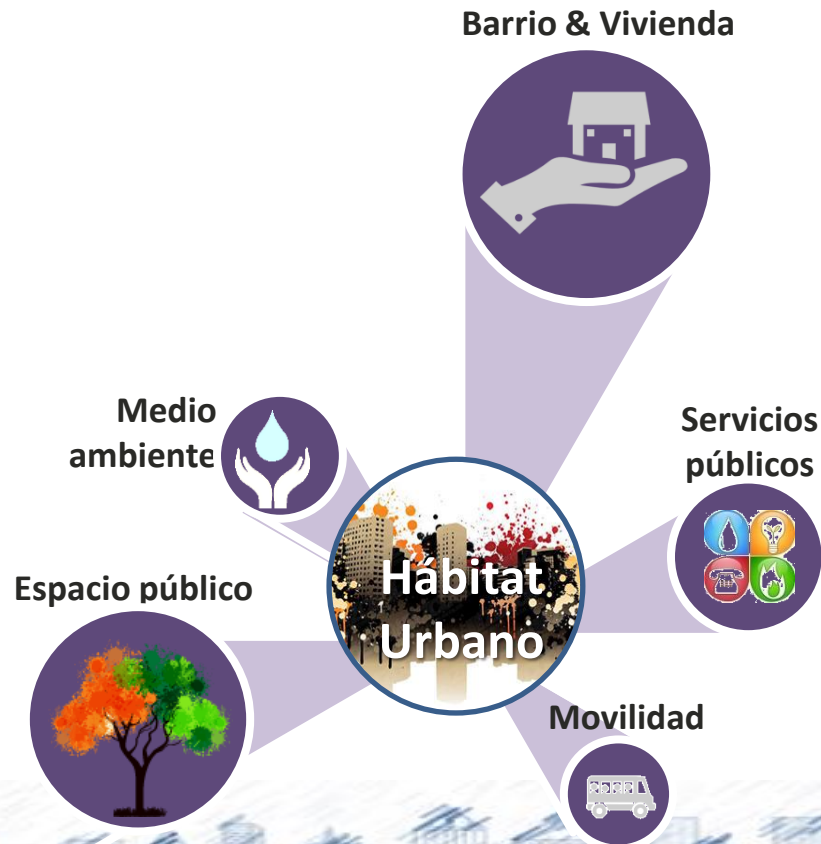 Barrio & Vivienda
Medio
ambiente
Servicios
públicos
Espacio público
Hábitat
Urbano
Movilidad